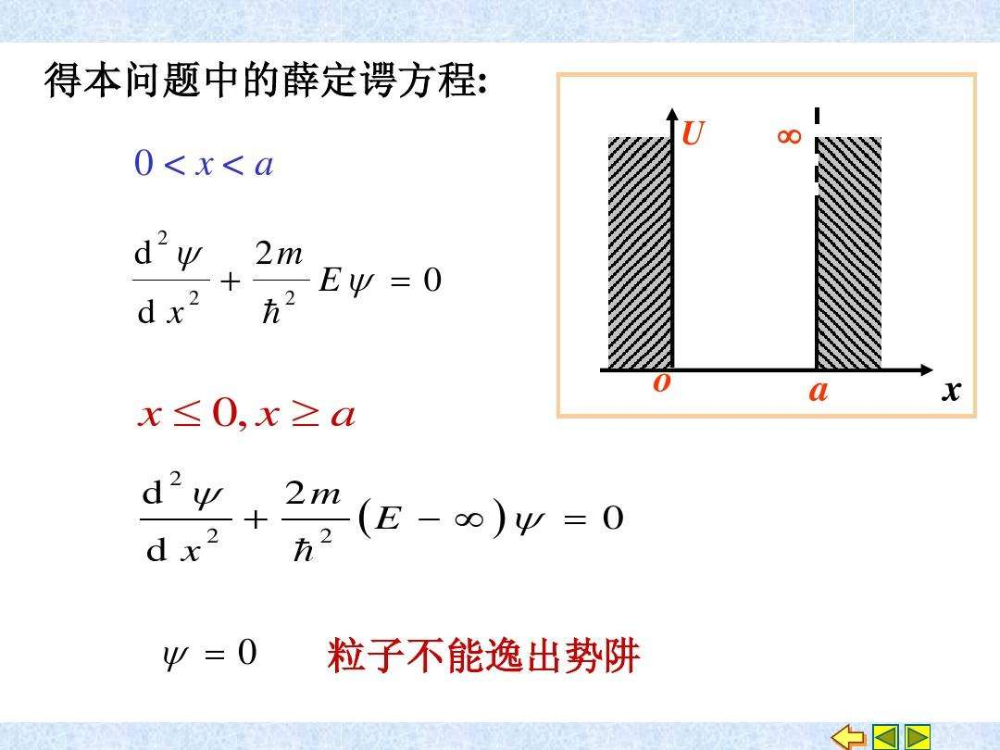 得本问题中的薛定谔方程:
0 < x < a
d²ψ/dx² + 2m/ħ² Eψ = 0
x ≤ 0, x ≥ a
d²ψ/dx² + 2m/ħ² (E − ∞)ψ = 0
ψ = 0 粒子不能逸出势阱
U ∞
o a x